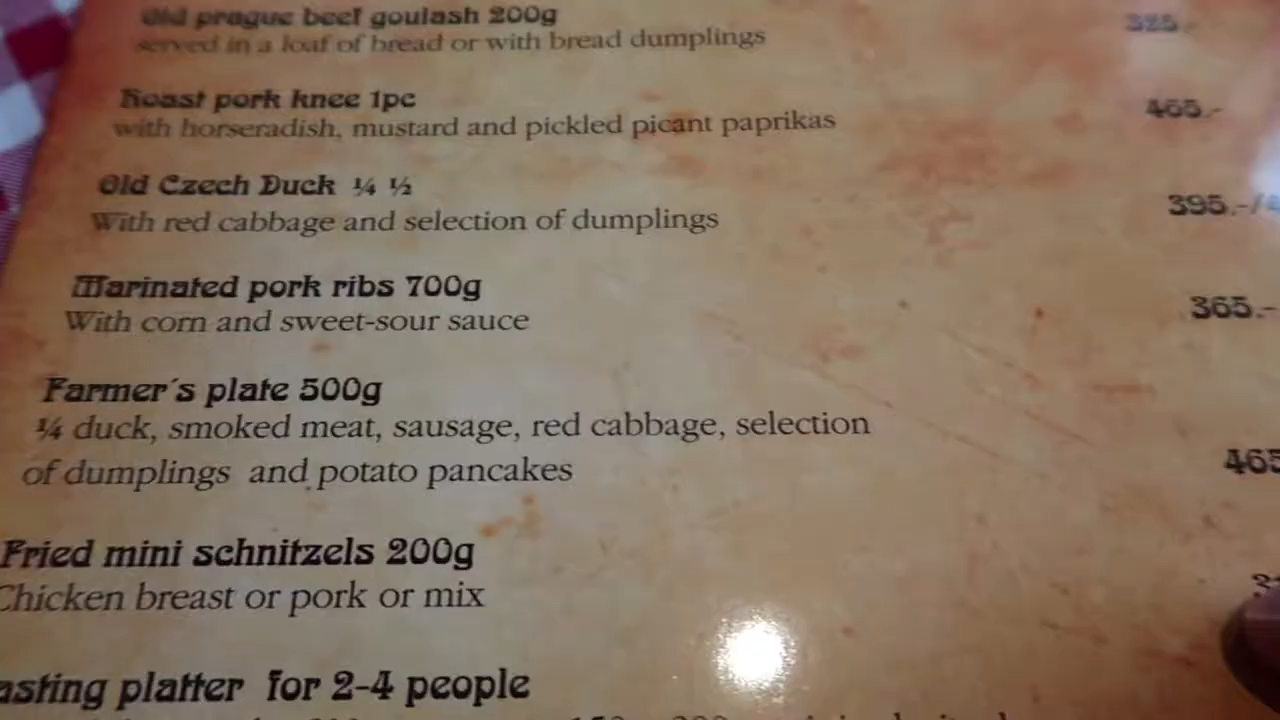 Old prague beef goulash 200g 325.-
served in a loaf of bread or with bread dumplings
Roast pork knee 1pc 465.-
with horseradish, mustard and pickled picant paprikas
Old Czech Duck ¼ ½ 395.-/
With red cabbage and selection of dumplings
Marinated pork ribs 700g 365.-
With corn and sweet-sour sauce
Farmer´s plate 500g 465
¼ duck, smoked meat, sausage, red cabbage, selection
of dumplings and potato pancakes
Fried mini schnitzels 200g
Chicken breast or pork or mix
asting platter for 2-4 people